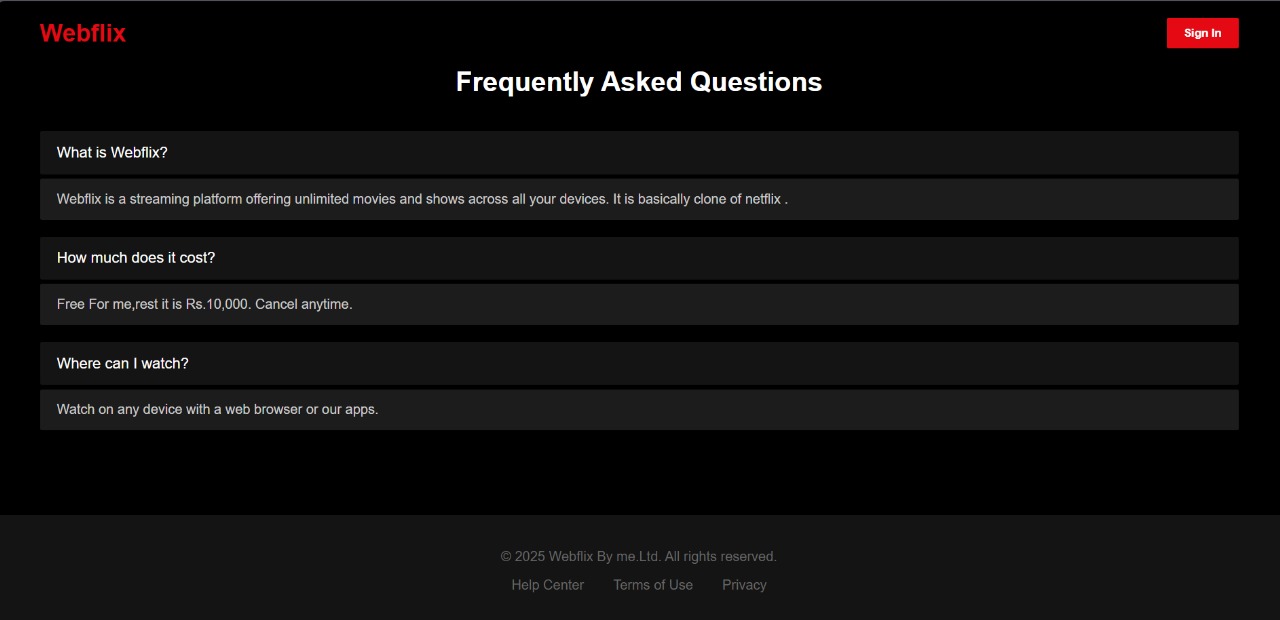 Webflix
Sign In
Frequently Asked Questions
What is Webflix?
Webflix is a streaming platform offering unlimited movies and shows across all your devices. It is basically clone of netflix .
How much does it cost?
Free For me,rest it is Rs.10,000. Cancel anytime.
Where can I watch?
Watch on any device with a web browser or our apps.
© 2025 Webflix By me.Ltd. All rights reserved.
Help Center Terms of Use Privacy